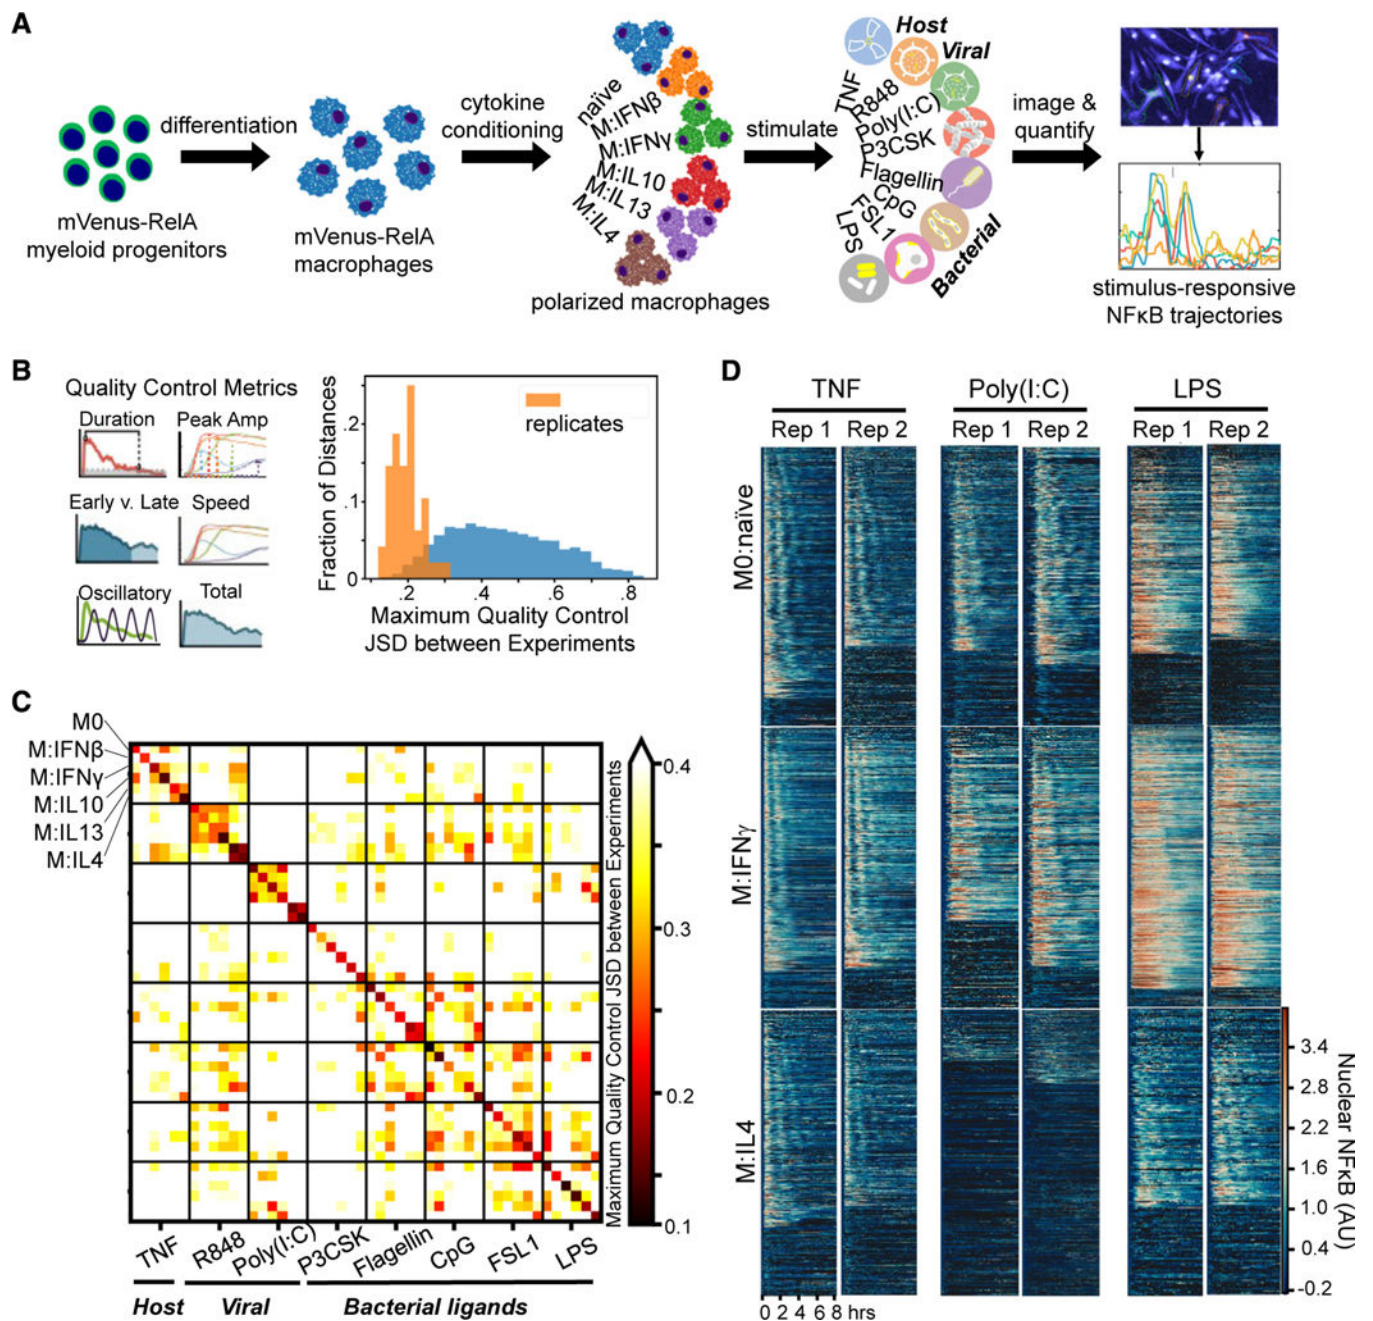 A
differentiation
mVenus-RelA
myeloid progenitors
mVenus-RelA
macrophages
cytokine
conditioning
naïve
M:IFNβ
M:IFNγ
M:IL10
M:IL13
M:IL4
polarized macrophages
stimulate
Host
Viral
Bacterial
TNF
R848
Poly(I:C)
P3CSK
Flagellin
CpG
FSL1
LPS
image &
quantify
stimulus-responsive
NFκB trajectories
B
Quality Control Metrics
Duration
Peak Amp
Early v. Late
Speed
Oscillatory
Total
Fraction of Distances
.2
.1
0
replicates
.2 .4 .6 .8
Maximum Quality Control
JSD between Experiments
C
M0
M:IFNβ
M:IFNγ
M:IL10
M:IL13
M:IL4
TNF
R848
Poly(I:C)
P3CSK
Flagellin
CpG
FSL1
LPS
Host
Viral
Bacterial ligands
Maximum Quality Control JSD between Experiments
0.4
0.3
0.2
0.1
D
TNF
Poly(I:C)
LPS
Rep 1 Rep 2
Rep 1 Rep 2
Rep 1 Rep 2
M0:naïve
M:IFNγ
M:IL4
0 2 4 6 8 hrs
3.4
2.8
2.2
1.6
1.0
0.4
-0.2
Nuclear NFκB (AU)